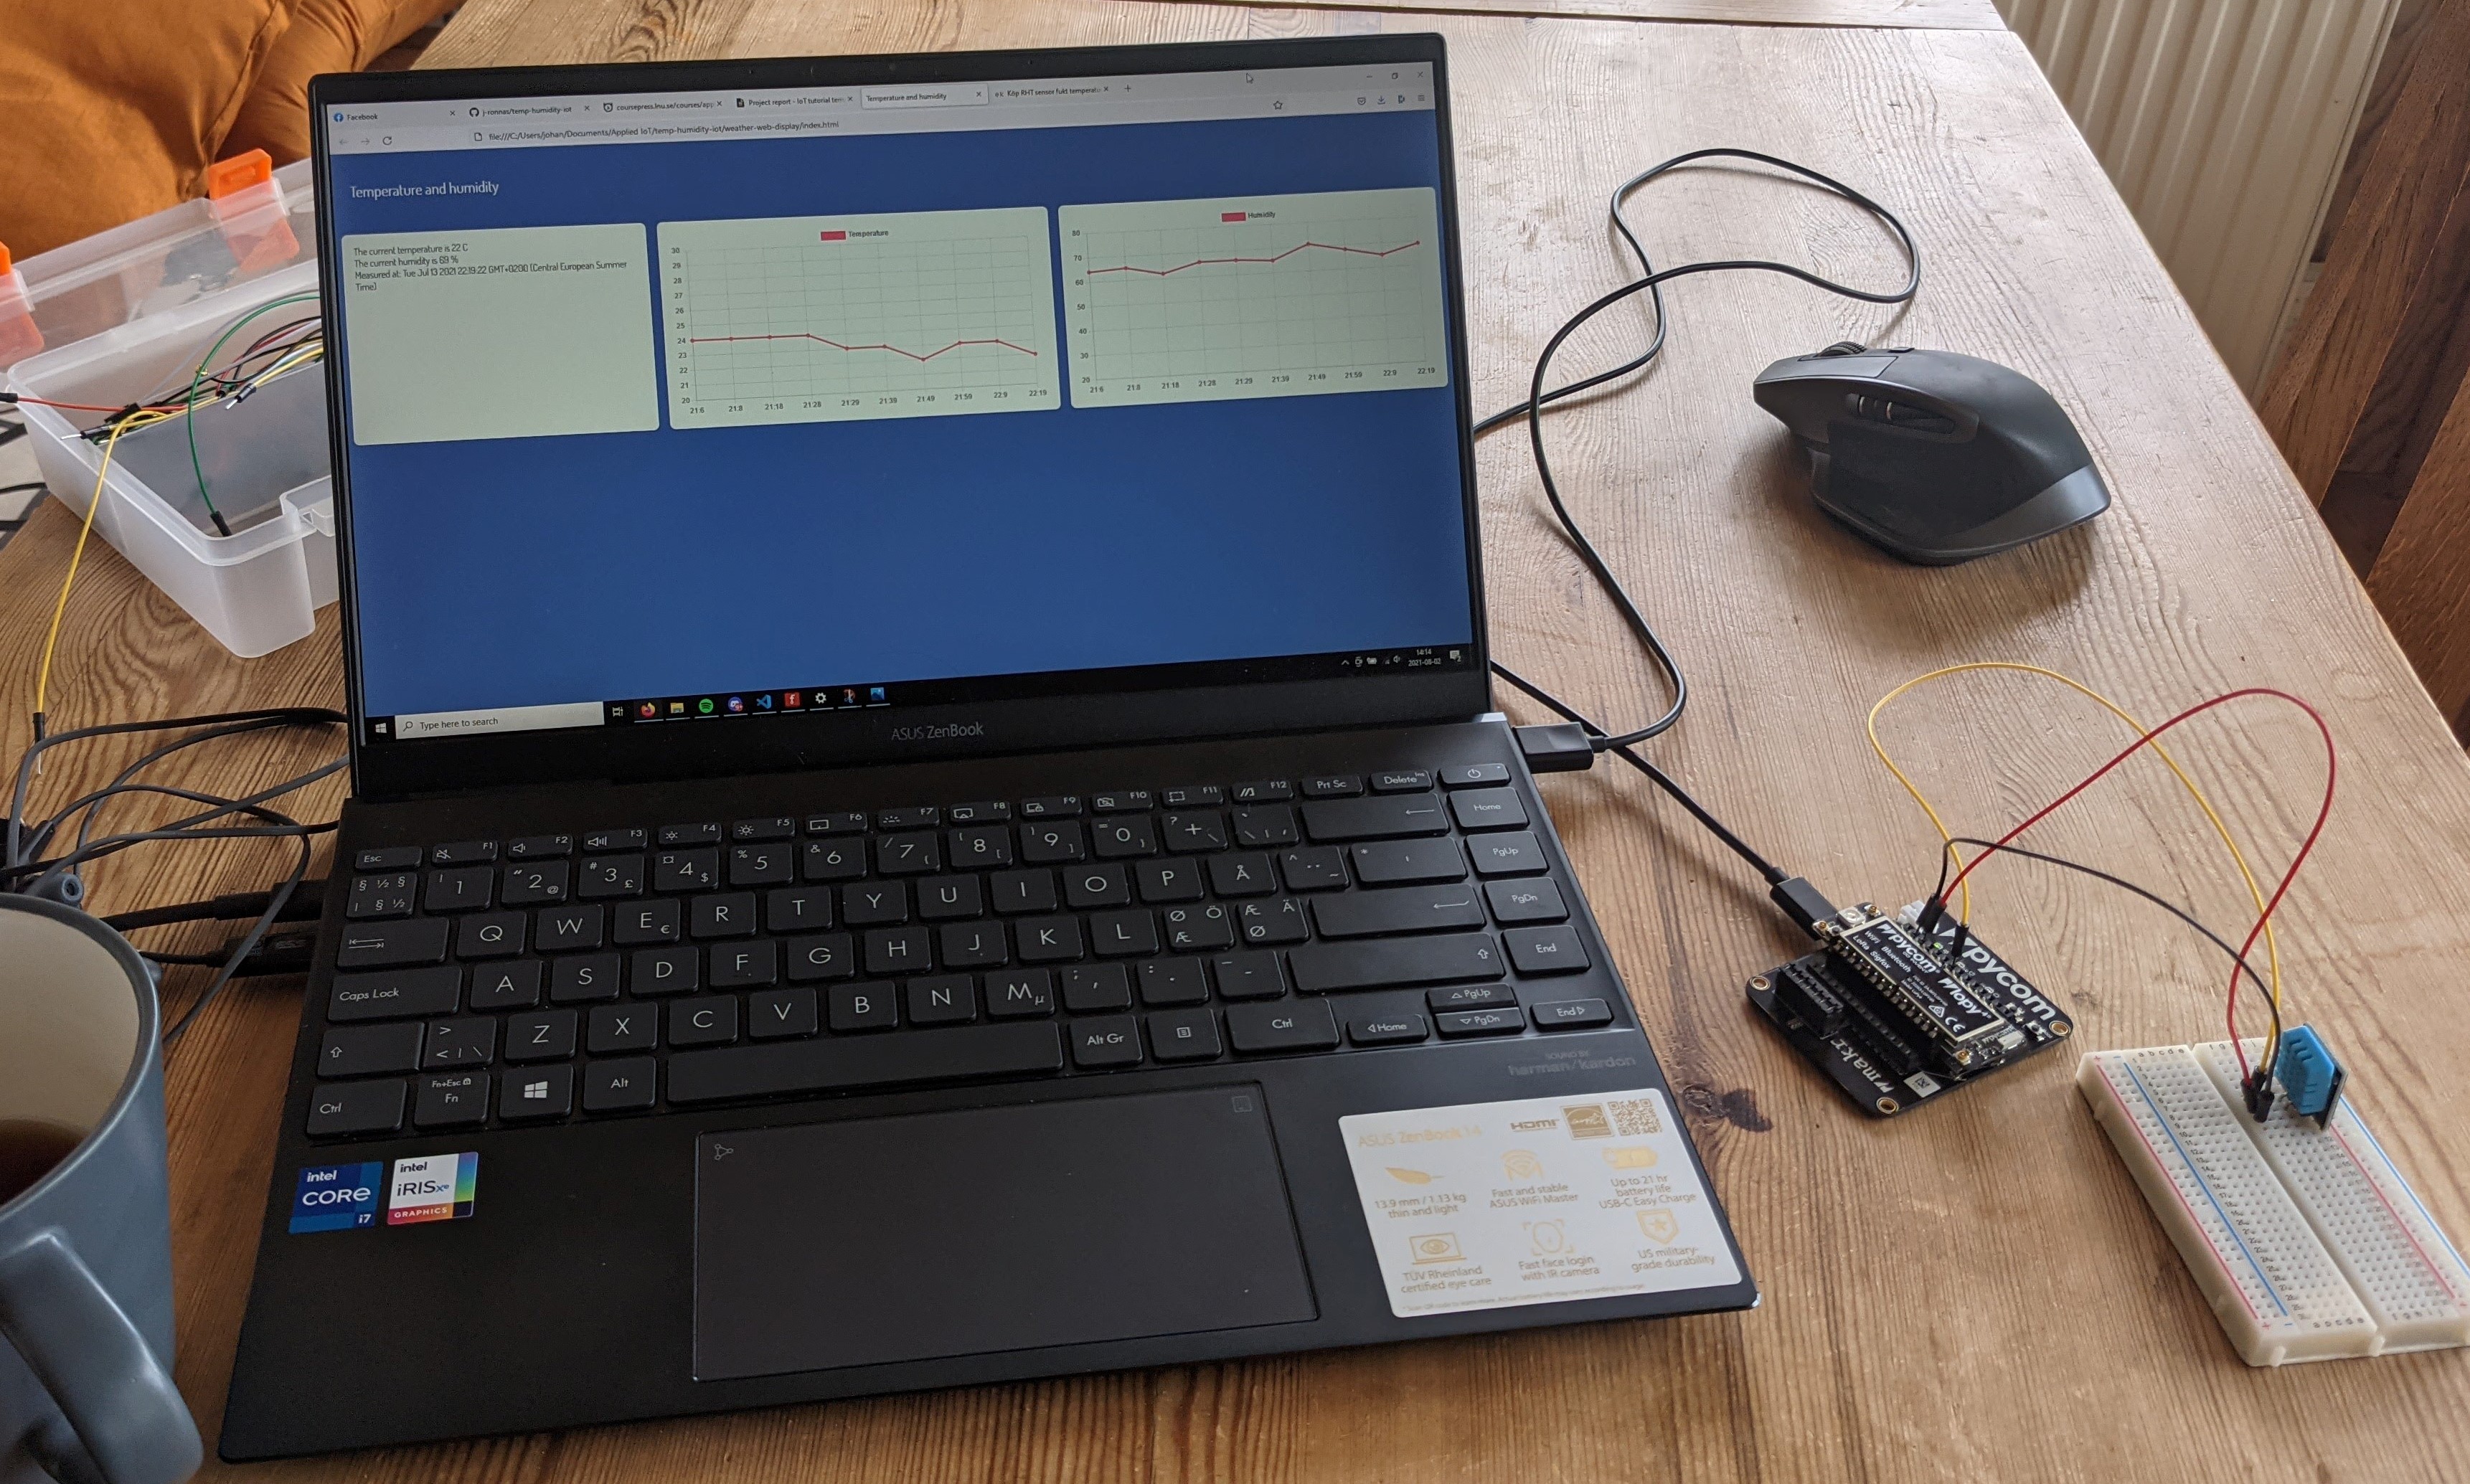 Facebook
j-ronnas/temp-humidity-iot
coursepress.lnu.se/courses/app
Project report - IoT tutorial tem
Temperature and humidity
Köp RHT sensor fukt temperatu
file:///C:/Users/johan/Documents/Applied IoT/temp-humidity-iot/weather-web-display/index.html
Temperature and humidity
The current temperature is 22 C
The current humidity is 69 %
Measured at: Tue Jul 13 2021 22:19:22 GMT+0200 (Central European Summer
Time)
Temperature
30
29
28
27
26
25
24
23
22
21
20
21:6 21:8 21:18 21:28 21:29 21:39 21:49 21:59 22:9 22:19
Humidity
80
70
60
50
40
30
20
21:6 21:8 21:18 21:28 21:29 21:39 21:49 21:59 22:9 22:19
Type here to search
14:14
2021-08-02
ASUS ZenBook
Esc F1 F2 F3 F4 F5 F6 F7 F8 F9 F10 F11 F12 Prt Sc Delete Ins
§ ½ § ! 1 " 2 @ # 3 £ ¤ 4 $ % 5 & 6 / 7 { ( 8 [ ) 9 ] = 0 } ? + \ Home
Q W E € R T Y U I O P Å ^ ¨ ~ * ' PgUp
Caps Lock A S D F G H J K L Ø Ö Æ Æ Ä Ø PgDn
> < | \ Z X C V B N M µ ; , : . _ - End
Ctrl Fn+Esc Fn Alt Alt Gr Ctrl Home PgUp PgDn End
SOUND BY
harman/kardon
intel
CORE
i7
intel
iRISxe
GRAPHICS
ASUS ZenBook 14
HDMI
13.9 mm / 1.13 kg
thin and light
Fast and stable
ASUS WiFi Master
Up to 21 hr
battery life
USB-C Easy Charge
TÜV Rheinland
certified eye care
Fast face login
with IR camera
US military-
grade durability
pycom
WiFi Bluetooth
LoRa Sigfox
lopy4
CE
pycom
makr